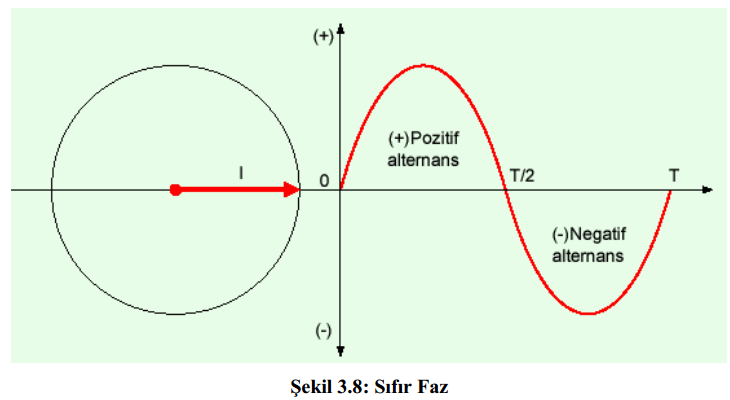 (+)
(+)Pozitif
alternans
I
0
T/2
T
(-)Negatif
alternans
(-)
Şekil 3.8: Sıfır Faz